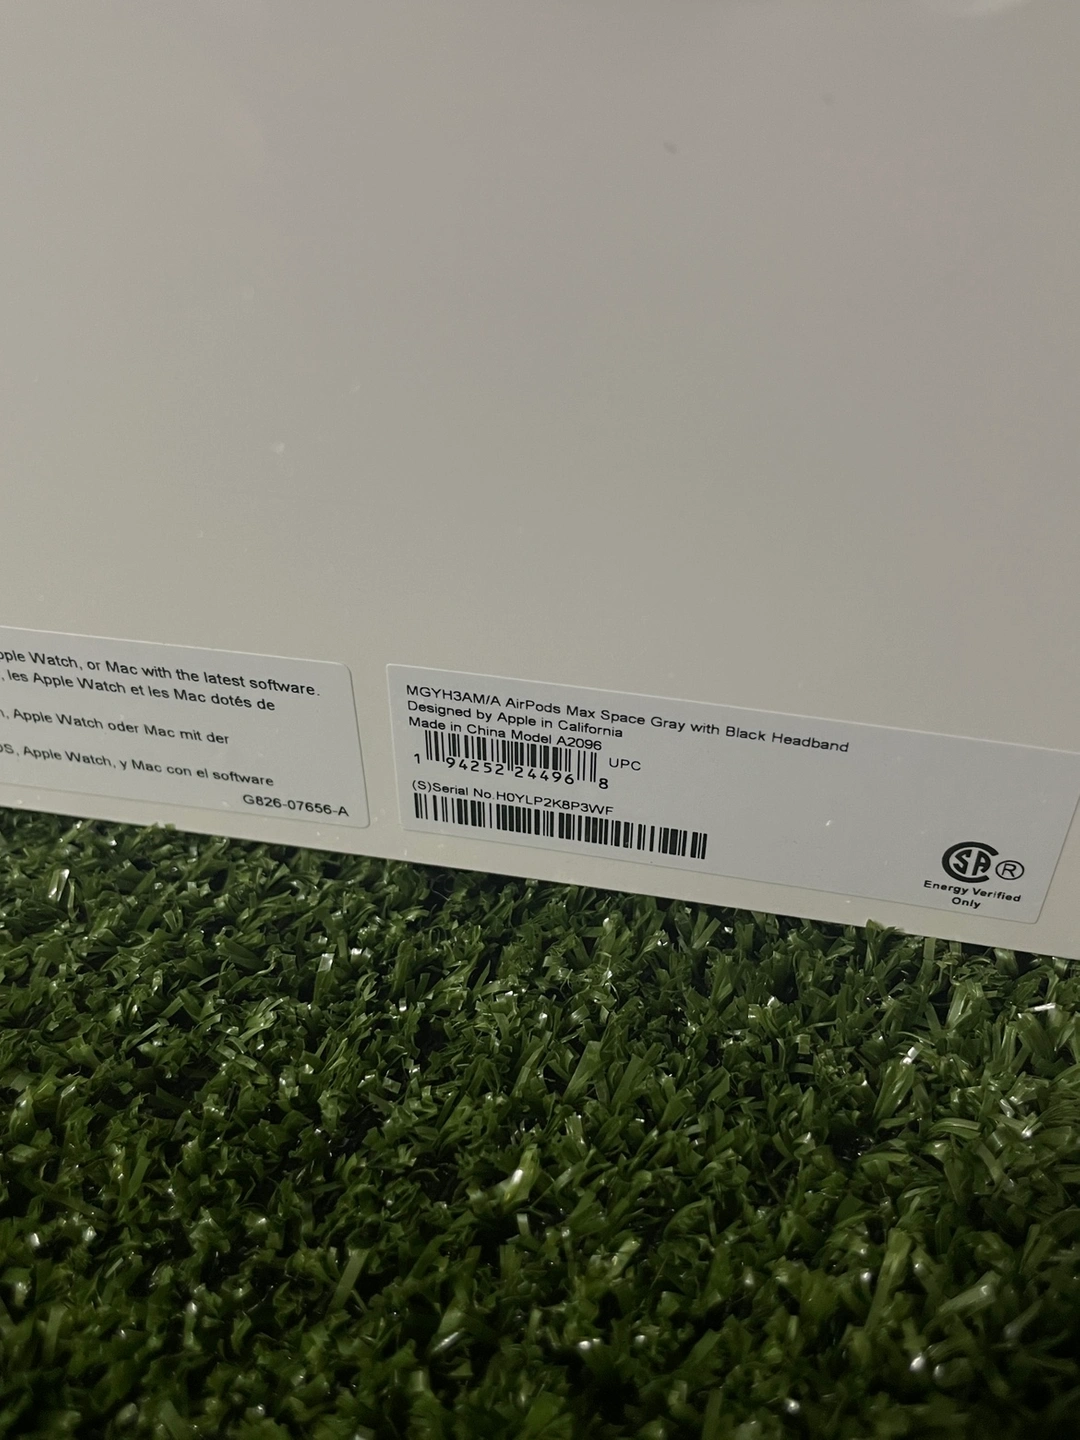 pple Watch, or Mac with the latest software.
, les Apple Watch et les Mac dotés de
, Apple Watch oder Mac mit der
OS, Apple Watch, y Mac con el software
G826-07656-A
MGYH3AM/A AirPods Max Space Gray with Black Headband
Designed by Apple in California
Made in China Model A2096
UPC
1 94252 24496 8
(S)Serial No.H0YLP2K8P3WF
SA ®
Energy Verified
Only